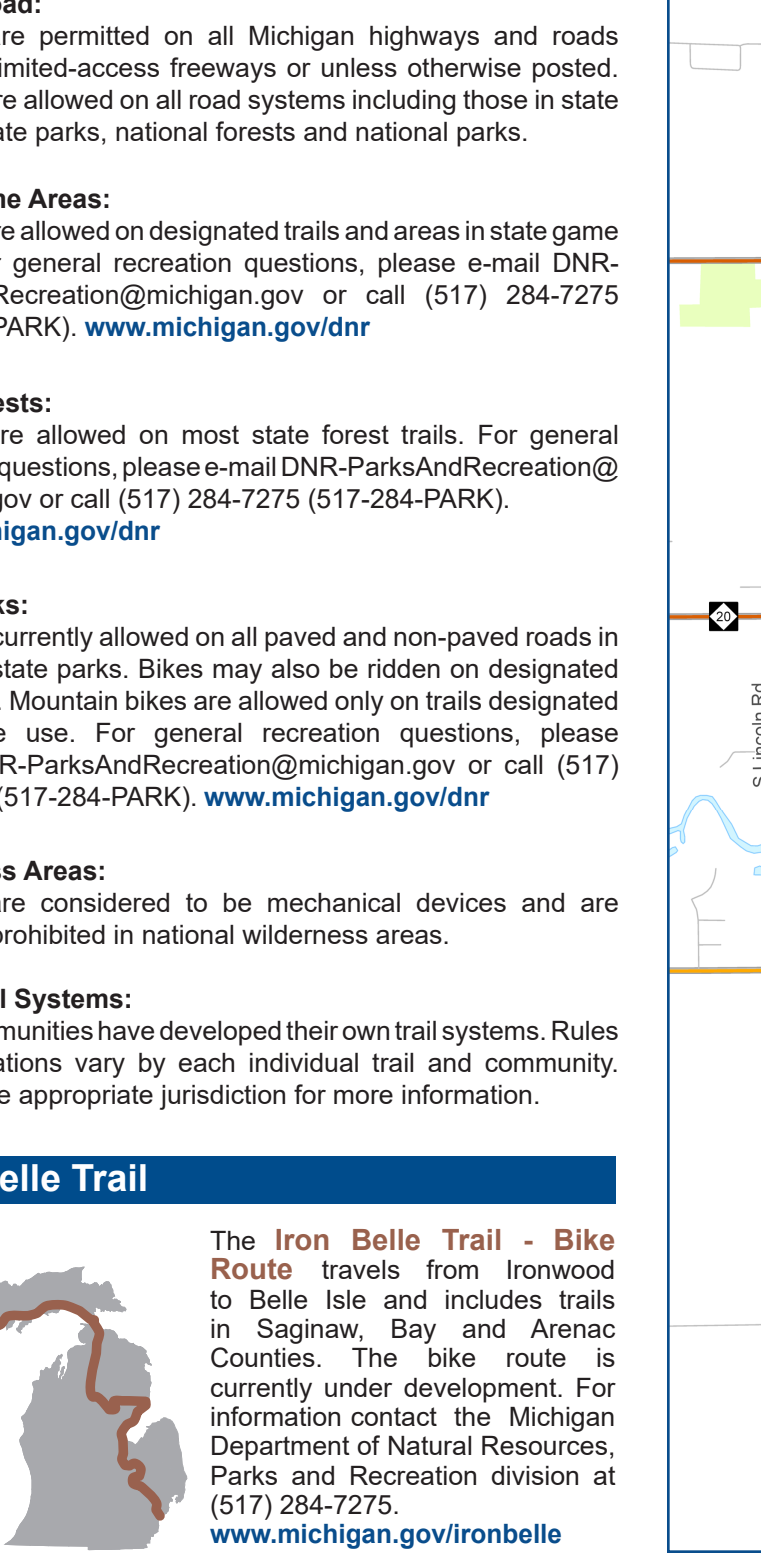 oad:
are permitted on all Michigan highways and roads
limited-access freeways or unless otherwise posted.
re allowed on all road systems including those in state
ate parks, national forests and national parks.
ne Areas:
re allowed on designated trails and areas in state game
r general recreation questions, please e-mail DNR-
Recreation@michigan.gov or call (517) 284-7275
PARK). www.michigan.gov/dnr
ests:
re allowed on most state forest trails. For general
questions, please e-mail DNR-ParksAndRecreation@
gov or call (517) 284-7275 (517-284-PARK).
higan.gov/dnr
ks:
currently allowed on all paved and non-paved roads in
state parks. Bikes may also be ridden on designated
. Mountain bikes are allowed only on trails designated
e use. For general recreation questions, please
R-ParksAndRecreation@michigan.gov or call (517)
(517-284-PARK). www.michigan.gov/dnr
ss Areas:
are considered to be mechanical devices and are
prohibited in national wilderness areas.
l Systems:
munities have developed their own trail systems. Rules
ations vary by each individual trail and community.
e appropriate jurisdiction for more information.
elle Trail
The Iron Belle Trail - Bike
Route travels from Ironwood
to Belle Isle and includes trails
in Saginaw, Bay and Arenac
Counties. The bike route is
currently under development. For
information contact the Michigan
Department of Natural Resources,
Parks and Recreation division at
(517) 284-7275.
www.michigan.gov/ironbelle
20
S Lincoln Rd